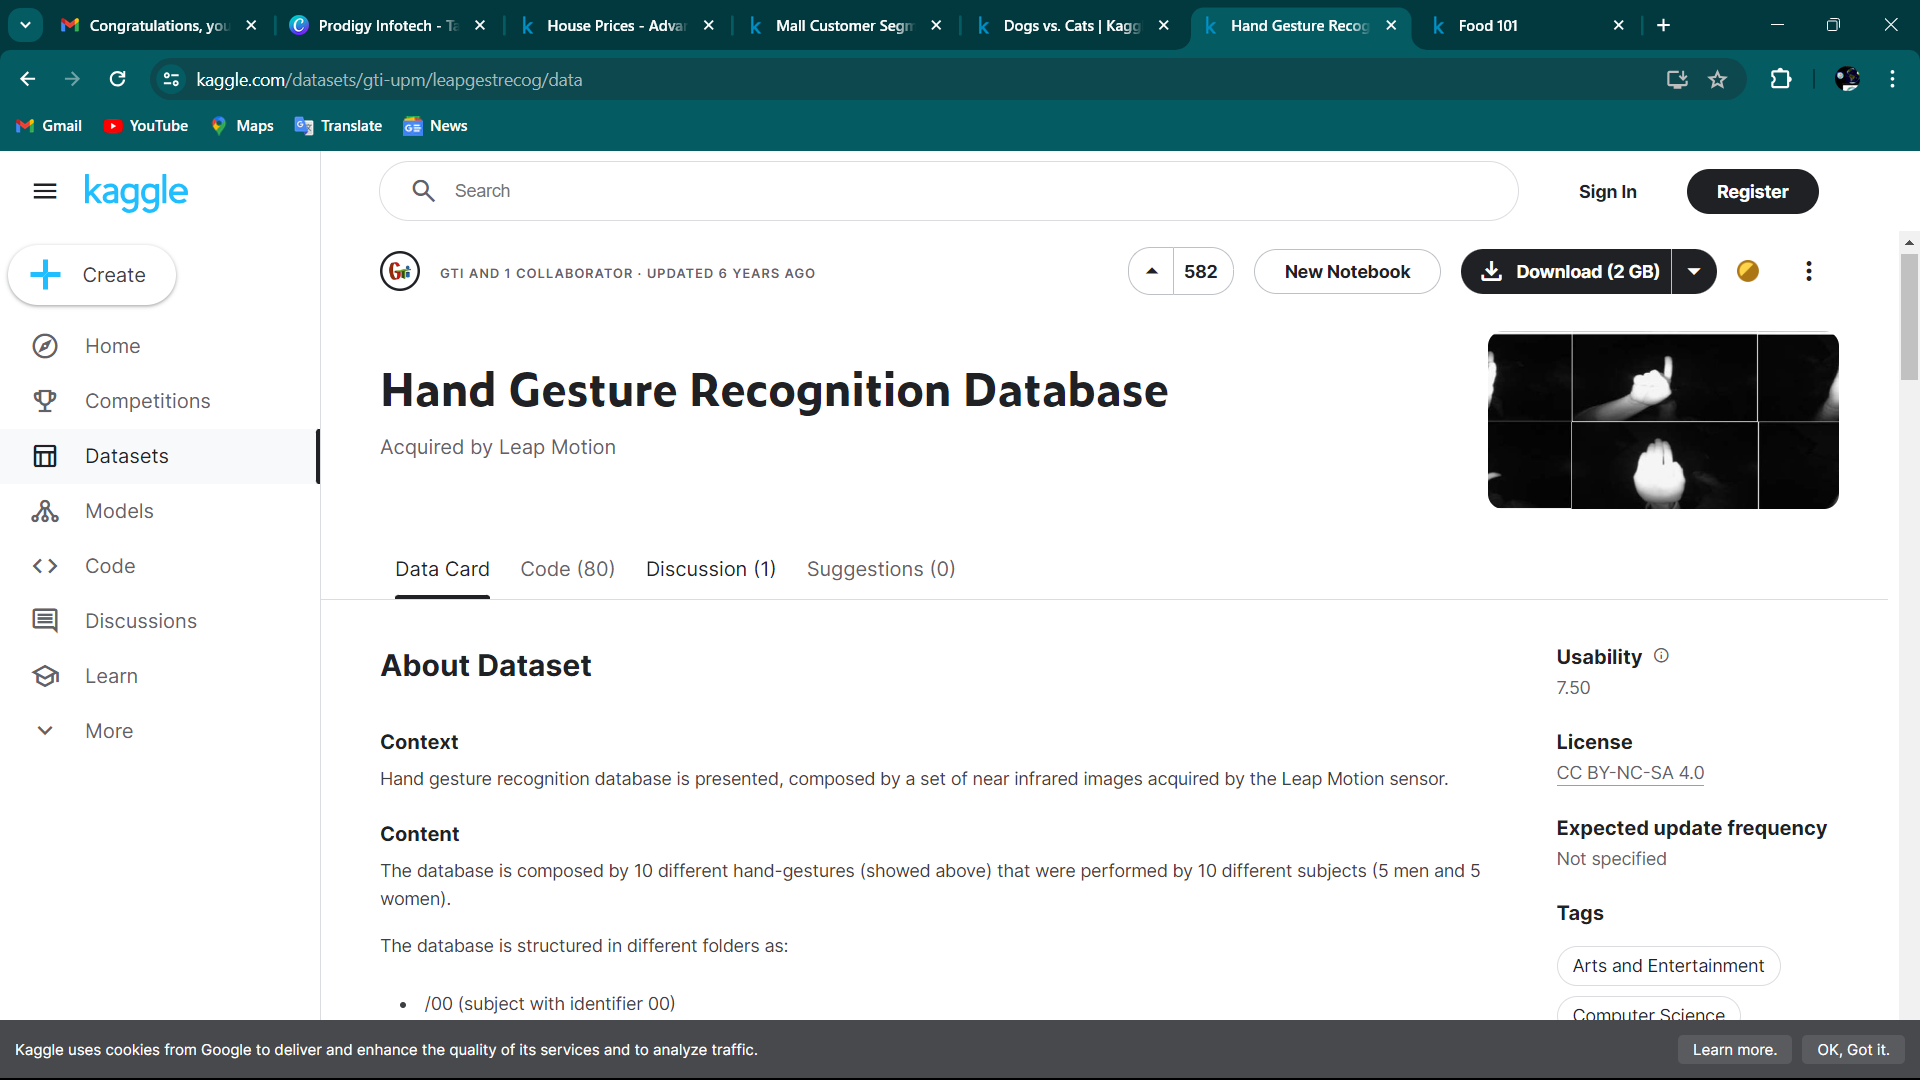 Congratulations, you
Prodigy Infotech - Ta
House Prices - Advan
Mall Customer Segm
Dogs vs. Cats | Kagg
Hand Gesture Recog
Food 101
kaggle.com/datasets/gti-upm/leapgestrecog/data
Gmail
YouTube
Maps
Translate
News
kaggle
Search
Sign In
Register
Create
Home
Competitions
Datasets
Models
Code
Discussions
Learn
More
GTI AND 1 COLLABORATOR · UPDATED 6 YEARS AGO
582
New Notebook
Download (2 GB)
Hand Gesture Recognition Database
Acquired by Leap Motion
Data Card
Code (80)
Discussion (1)
Suggestions (0)
About Dataset
Context
Hand gesture recognition database is presented, composed by a set of near infrared images acquired by the Leap Motion sensor.
Content
The database is composed by 10 different hand-gestures (showed above) that were performed by 10 different subjects (5 men and 5
women).
The database is structured in different folders as:
• /00 (subject with identifier 00)
Usability
7.50
License
CC BY-NC-SA 4.0
Expected update frequency
Not specified
Tags
Arts and Entertainment
Computer Science
Kaggle uses cookies from Google to deliver and enhance the quality of its services and to analyze traffic.
Learn more.
OK, Got it.